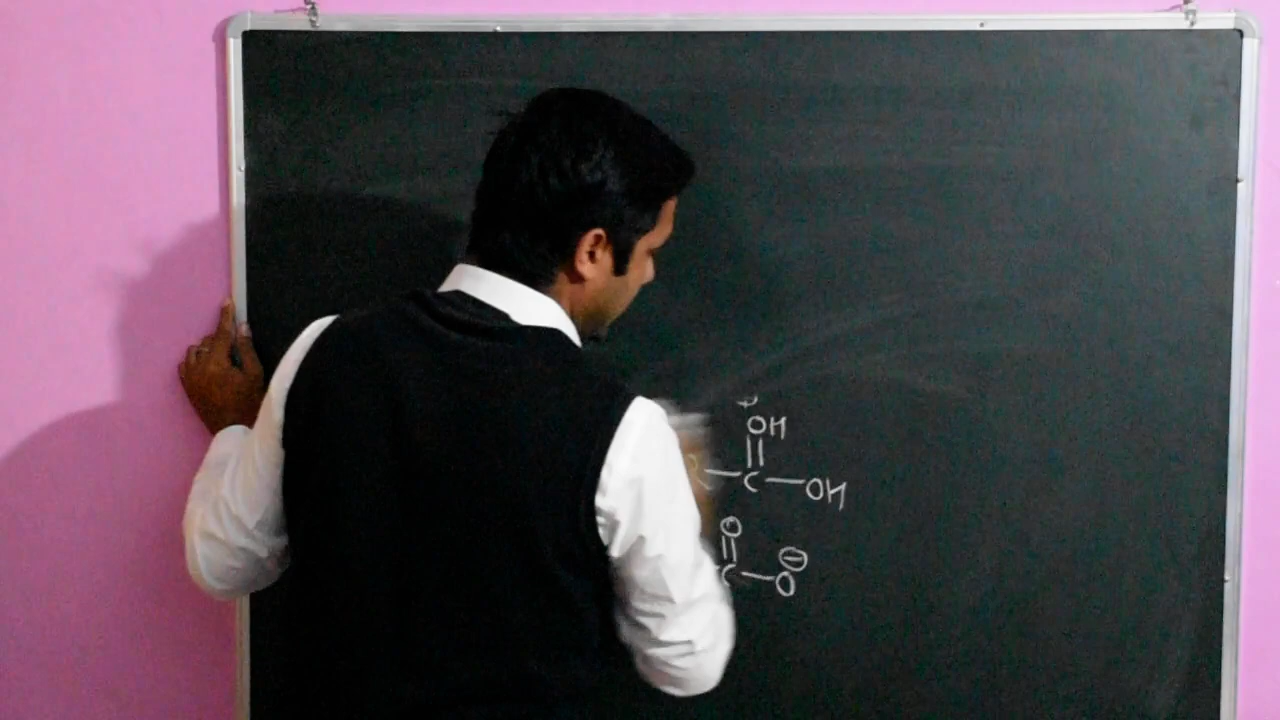 +
OH
||
— C — OH
O
||
C — O⊖